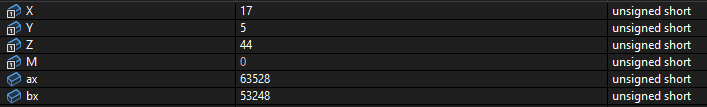 X 17 unsigned short
Y 5 unsigned short
Z 44 unsigned short
M 0 unsigned short
ax 63528 unsigned short
bx 53248 unsigned short